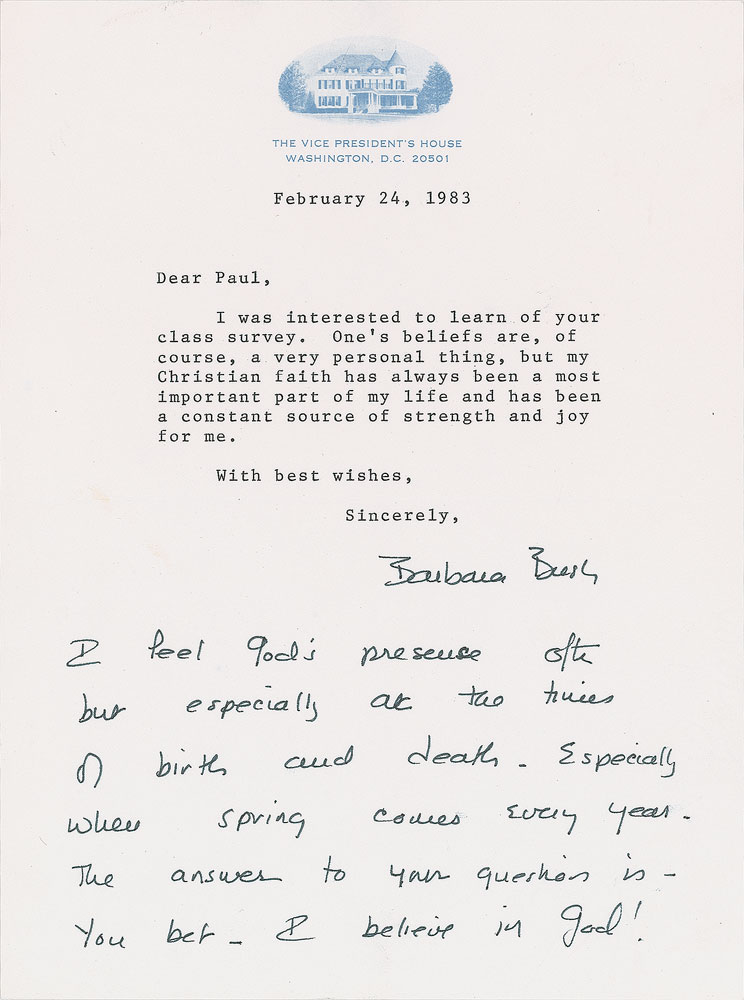 THE VICE PRESIDENT'S HOUSE
WASHINGTON, D.C. 20501
February 24, 1983
Dear Paul,
I was interested to learn of your
class survey. One's beliefs are, of
course, a very personal thing, but my
Christian faith has always been a most
important part of my life and has been
a constant source of strength and joy
for me.
With best wishes,
Sincerely,
Barbara Bush
I feel God's presense often
but especially at the times
of birth and death - Especially
when spring comes every year.
The answer to your question is -
You bet - I believe in God!